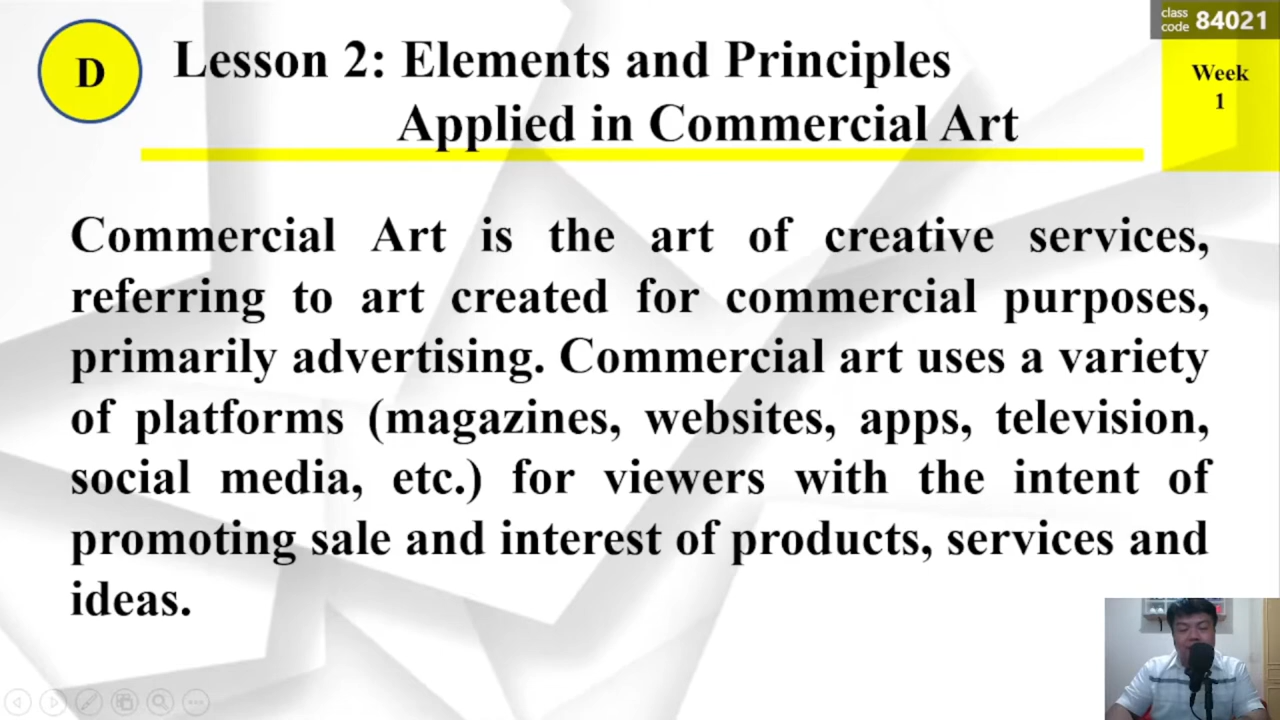 class
code 84021
D
Lesson 2: Elements and Principles
Applied in Commercial Art
Week
1
Commercial Art is the art of creative services,
referring to art created for commercial purposes,
primarily advertising. Commercial art uses a variety
of platforms (magazines, websites, apps, television,
social media, etc.) for viewers with the intent of
promoting sale and interest of products, services and
ideas.